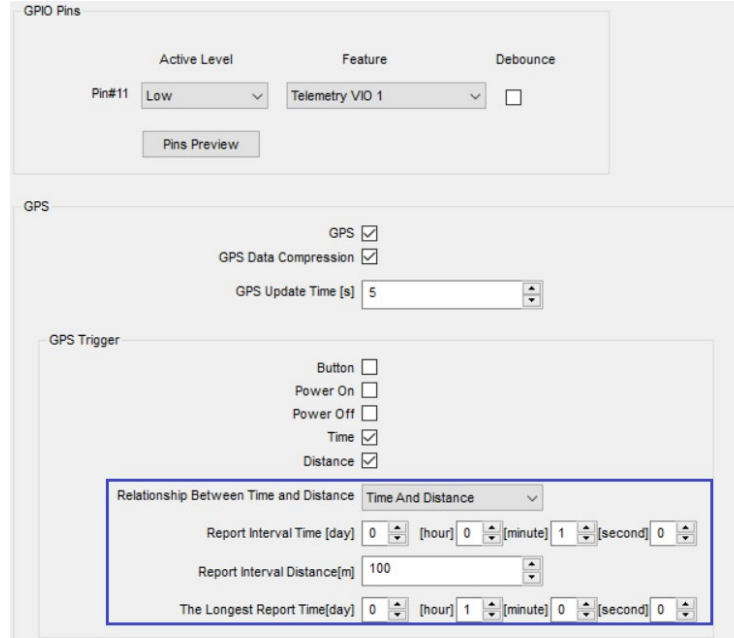 GPIO Pins
Active Level Feature Debounce
Pin#11 Low Telemetry VIO 1
Pins Preview
GPS
GPS
GPS Data Compression
GPS Update Time [s] 5
GPS Trigger
Button
Power On
Power Off
Time
Distance
Relationship Between Time and Distance Time And Distance
Report Interval Time [day] 0 [hour] 0 [minute] 1 [second] 0
Report Interval Distance[m] 100
The Longest Report Time[day] 0 [hour] 1 [minute] 0 [second] 0